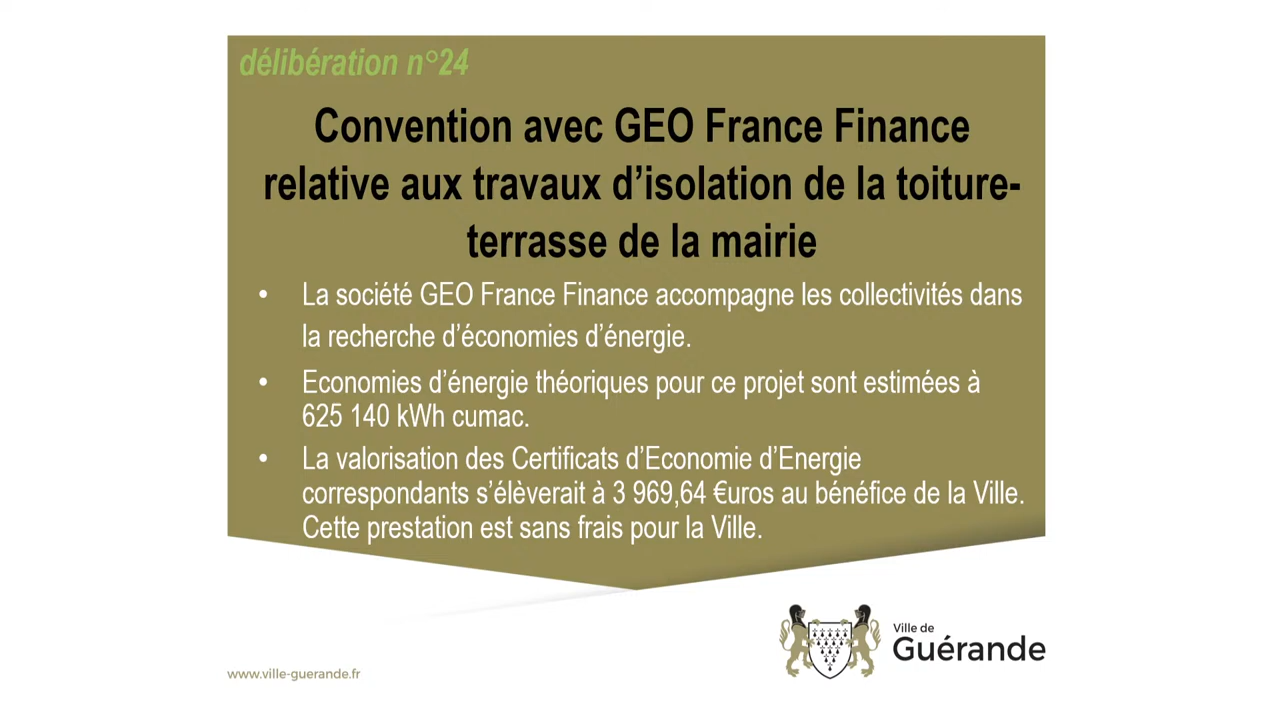 délibération n°24
Convention avec GEO France Finance
relative aux travaux d’isolation de la toiture-
terrasse de la mairie
• La société GEO France Finance accompagne les collectivités dans
la recherche d’économies d’énergie.
• Economies d’énergie théoriques pour ce projet sont estimées à
625 140 kWh cumac.
• La valorisation des Certificats d’Economie d’Energie
correspondants s’élèverait à 3 969,64 €uros au bénéfice de la Ville.
Cette prestation est sans frais pour la Ville.
Ville de
Guérande
www.ville-guerande.fr